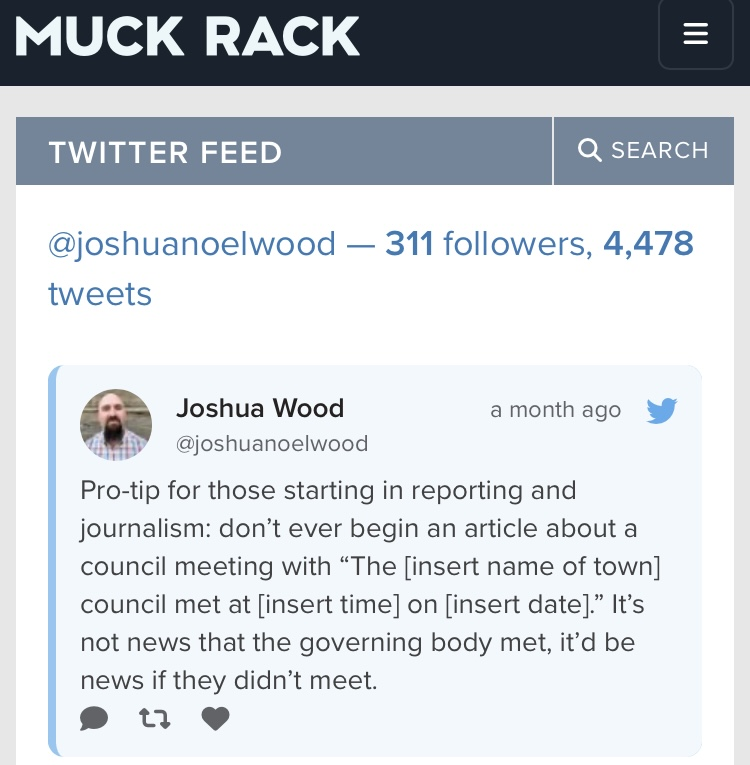 MUCK RACK
TWITTER FEED
SEARCH
@joshuanoelwood — 311 followers, 4,478
tweets
Joshua Wood
a month ago
@joshuanoelwood
Pro-tip for those starting in reporting and
journalism: don’t ever begin an article about a
council meeting with “The [insert name of town]
council met at [insert time] on [insert date].” It’s
not news that the governing body met, it’d be
news if they didn’t meet.